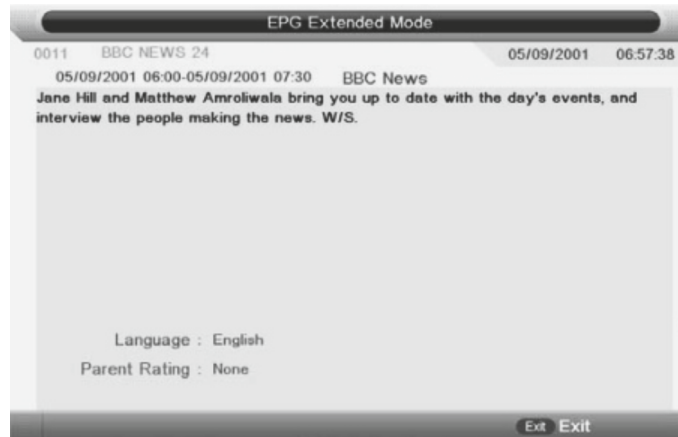 EPG Extended Mode
0011 BBC NEWS 24 05/09/2001 06:57:38
05/09/2001 06:00-05/09/2001 07:30 BBC News
Jane Hill and Matthew Amroliwala bring you up to date with the day's events, and
interview the people making the news. W/S.
Language : English
Parent Rating : None
Exit Exit